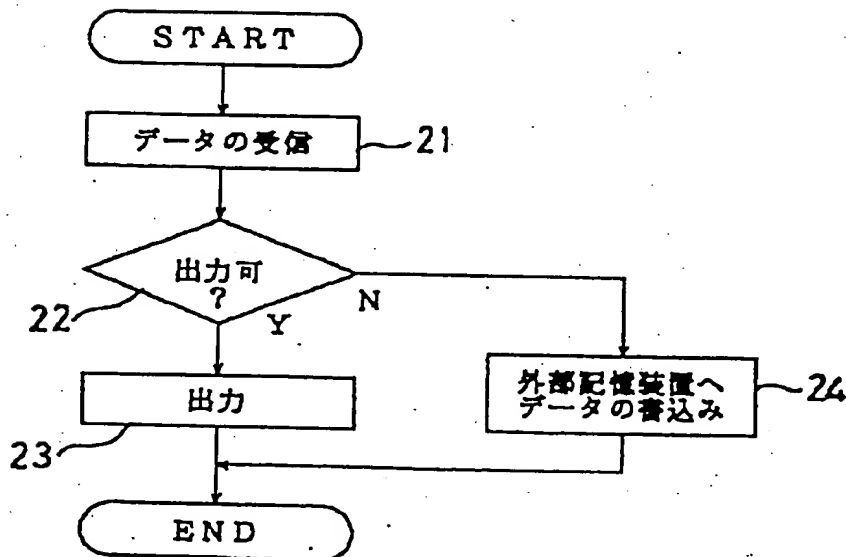 START
データの受信
21
出力可
?
22
Y
N
出力
23
外部記憶装置へ
データの書込み
24
END